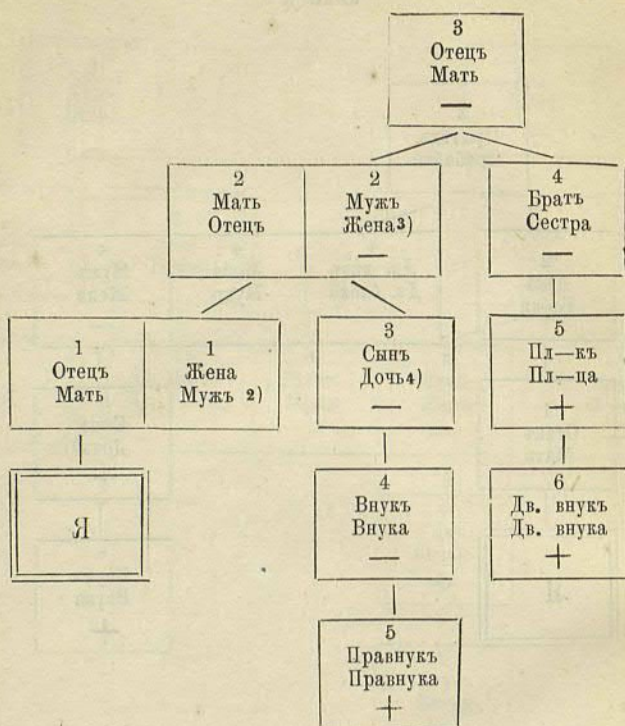 3
Отецъ
Мать
—
2
Мать
Отецъ
2
Мужъ
Жена3)
—
4
Братъ
Сестра
—
1
Отецъ
Мать
1
Жена
Мужъ 2)
3
Сынъ
Дочь4)
—
5
Пл—къ
Пл—ца
+
Я
4
Внукъ
Внука
—
6
Дв. внукъ
Дв. внука
+
5
Правнукъ
Правнука
+